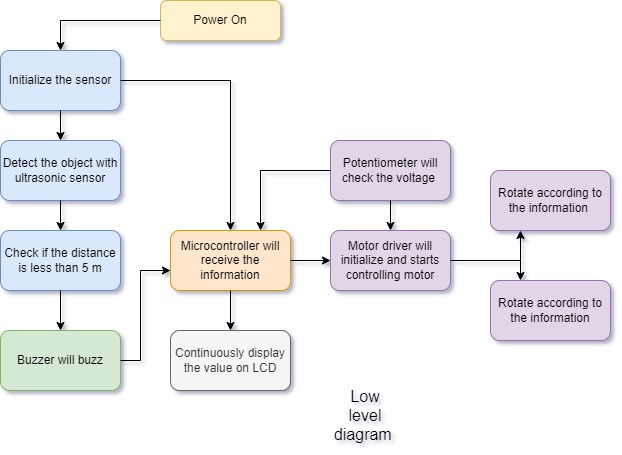 Power On
Initialize the sensor
Detect the object with
ultrasonic sensor
Check if the distance
is less than 5 m
Buzzer will buzz
Microcontroller will
receive the
information
Continuously display
the value on LCD
Potentiometer will
check the voltage
Motor driver will
initialize and starts
controlling motor
Rotate according to
the information
Rotate according to
the information
Low
level
diagram